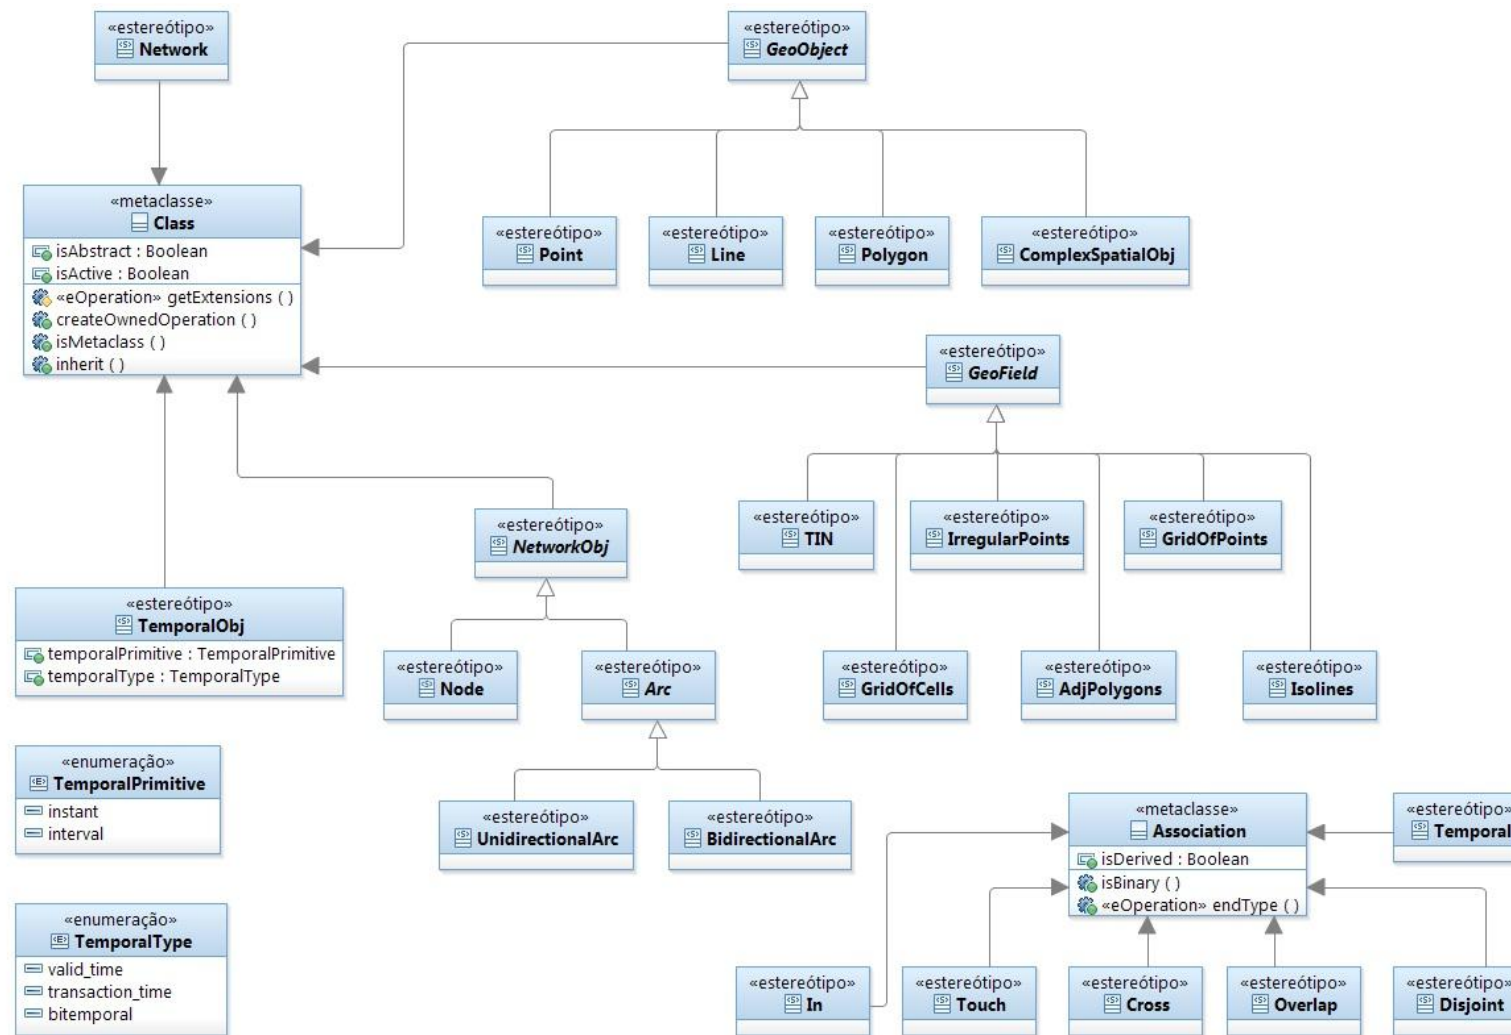 «estereótipo»
Network
«estereótipo»
GeoObject
«metaclasse»
Class
isAbstract : Boolean
isActive : Boolean
«eOperation» getExtensions ( )
createOwnedOperation ( )
isMetaclass ( )
inherit ( )
«estereótipo»
Point
«estereótipo»
Line
«estereótipo»
Polygon
«estereótipo»
ComplexSpatialObj
«estereótipo»
GeoField
«estereótipo»
TIN
«estereótipo»
IrregularPoints
«estereótipo»
GridOfPoints
«estereótipo»
NetworkObj
«estereótipo»
TemporalObj
temporalPrimitive : TemporalPrimitive
temporalType : TemporalType
«estereótipo»
Node
«estereótipo»
Arc
«estereótipo»
GridOfCells
«estereótipo»
AdjPolygons
«estereótipo»
Isolines
«enumeração»
TemporalPrimitive
instant
interval
«estereótipo»
UnidirectionalArc
«estereótipo»
BidirectionalArc
«metaclasse»
Association
isDerived : Boolean
isBinary ( )
«eOperation» endType ( )
«estereótipo»
Temporal
«enumeração»
TemporalType
valid_time
transaction_time
bitemporal
«estereótipo»
In
«estereótipo»
Touch
«estereótipo»
Cross
«estereótipo»
Overlap
«estereótipo»
Disjoint